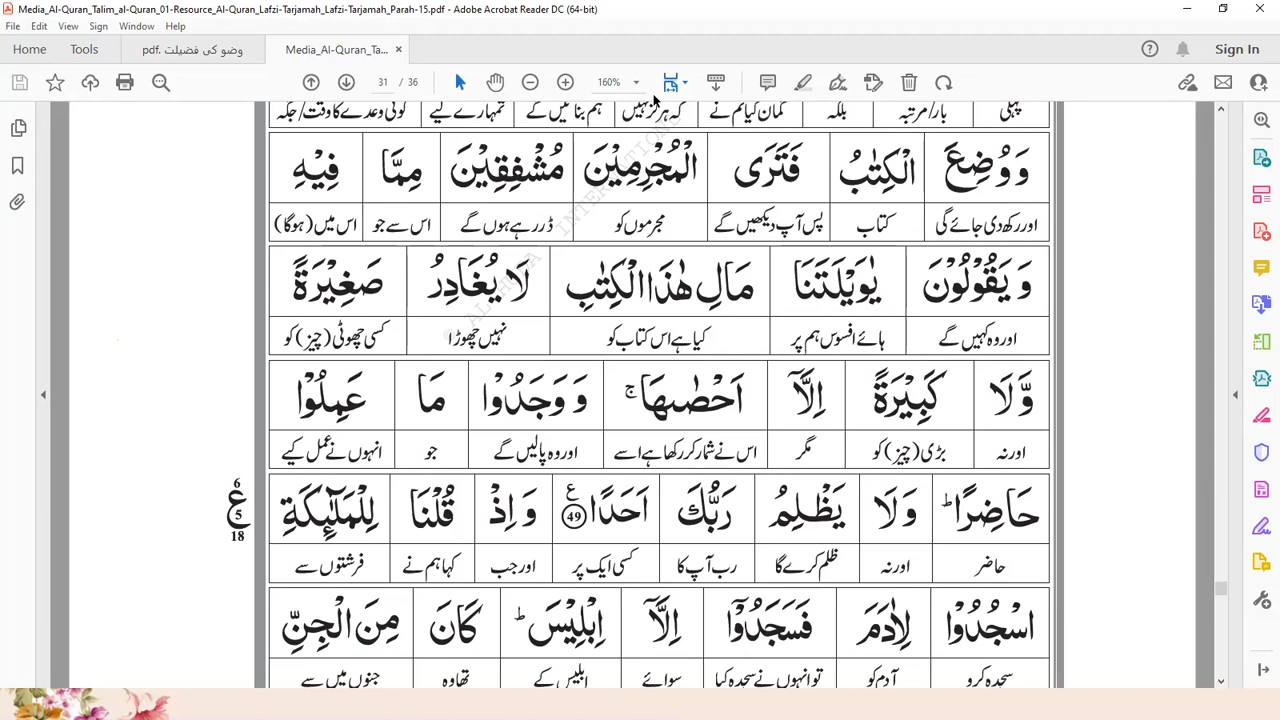 Media_Al-Quran_Talim_al-Quran_01-Resource_Al-Quran_Lafzi-Tarjamah_Lafzi-Tarjamah_Parah-15.pdf - Adobe Acrobat Reader DC (64-bit)
File Edit View Sign Window Help
Home Tools وضو کی فضیلت .pdf Media_Al-Quran_Ta... × Sign In
31 / 36 160%
پہلی بار/مرتبہ بلکہ گمان کیا تم نے کہ ہرگز نہیں ہم بنائیں گے تمہارے لیے کوئی وعدے کا وقت/جگہ
وَ وُضِعَ الْكِتٰبُ فَتَرَى الْمُجْرِمِيْنَ مُشْفِقِيْنَ مِمَّا فِيْهِ
اور رکھ دی جائے گی کتاب پس آپ دیکھیں گے مجرموں کو ڈر رہے ہوں گے اس سے جو اس میں (ہوگا)
وَ يَقُوْلُوْنَ يٰوَيْلَتَنَا مَالِ هٰذَا الْكِتٰبِ لَا يُغَادِرُ صَغِيْرَةً
اور وہ کہیں گے ہائے افسوس ہم پر کیا ہے اس کتاب کو نہیں چھوڑا کسی چھوٹی (چیز) کو
وَّ لَا كَبِيْرَةً اِلَّاۤ اَحْصٰىهَا ۚ وَ وَجَدُوْا مَا عَمِلُوْا
اور نہ بڑی (چیز) کو مگر اس نے شمار کر رکھا ہے اسے اور وہ پالیں گے جو انہوں نے عمل کیے
حَاضِرًا ؕ وَ لَا يَظْلِمُ رَبُّكَ اَحَدًا ۧ 49 وَ اِذْ قُلْنَا لِلْمَلٰٓئِكَةِ
6 ع 5 18
حاضر اور نہ ظلم کرے گا رب آپ کا کسی ایک پر اور جب کہا ہم نے فرشتوں سے
اسْجُدُوْا لِاٰدَمَ فَسَجَدُوْۤا اِلَّاۤ اِبْلِيْسَ ؕ كَانَ مِنَ الْجِنِّ
سجدہ کرو آدم کو تو انہوں نے سجدہ کیا سوائے ابلیس کے تھا وہ جنوں میں سے